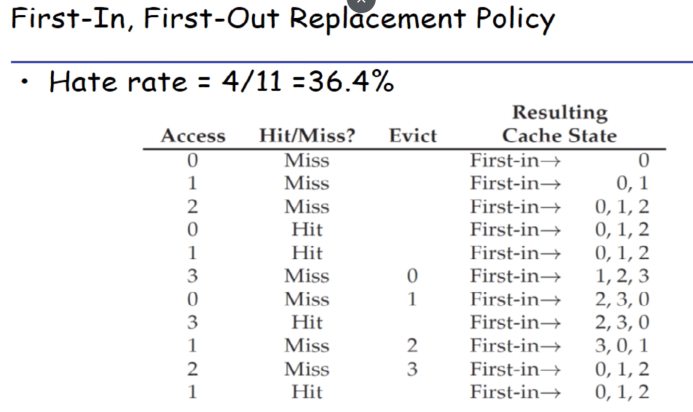 First-In, First-Out Replacement Policy
• Hate rate = 4/11 =36.4%
Resulting
Access Hit/Miss? Evict Cache State
0 Miss First-in→ 0
1 Miss First-in→ 0, 1
2 Miss First-in→ 0, 1, 2
0 Hit First-in→ 0, 1, 2
1 Hit First-in→ 0, 1, 2
3 Miss 0 First-in→ 1, 2, 3
0 Miss 1 First-in→ 2, 3, 0
3 Hit First-in→ 2, 3, 0
1 Miss 2 First-in→ 3, 0, 1
2 Miss 3 First-in→ 0, 1, 2
1 Hit First-in→ 0, 1, 2